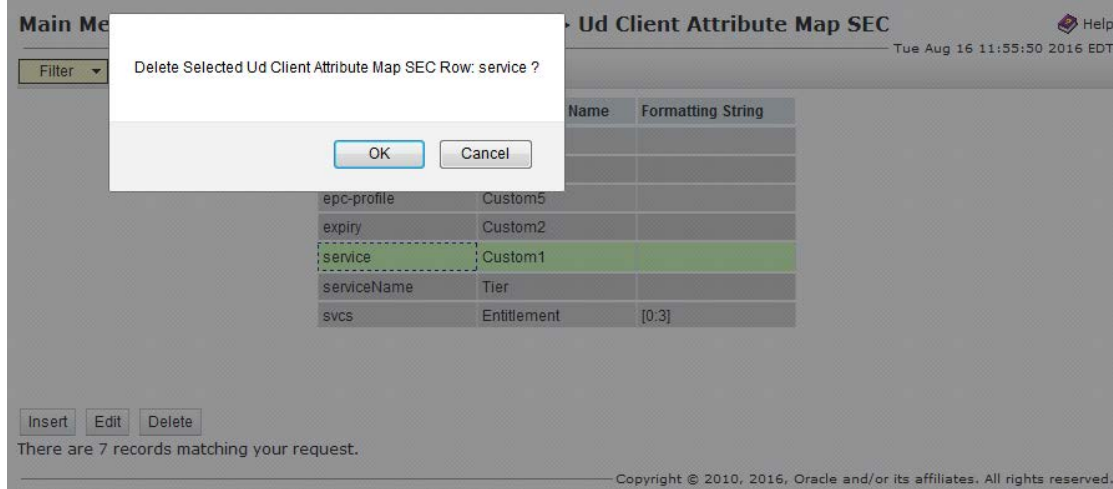 Main Me
Ud Client Attribute Map SEC
Help
Tue Aug 16 11:55:50 2016 EDT
Filter
Delete Selected Ud Client Attribute Map SEC Row: service ?
OK Cancel
Name Formatting String
epc-profile Custom5
expiry Custom2
service Custom1
serviceName Tier
svcs Entitlement [0:3]
Insert Edit Delete
There are 7 records matching your request.
Copyright © 2010, 2016, Oracle and/or its affiliates. All rights reserved.